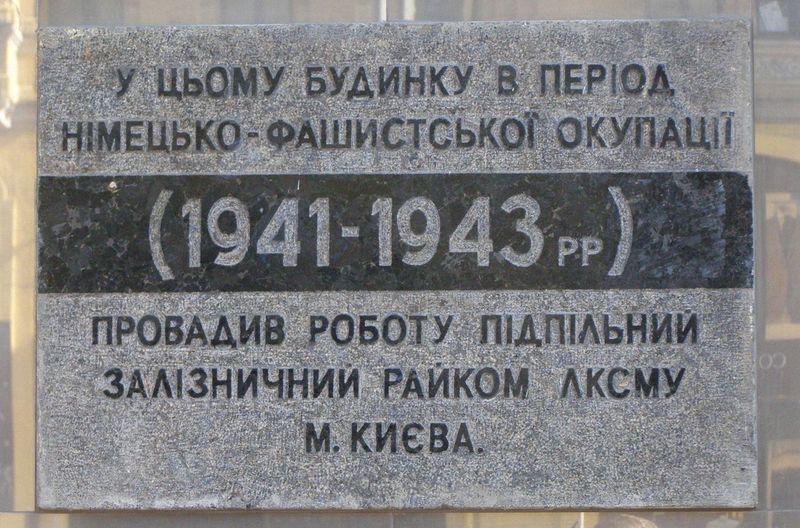 У ЦЬОМУ БУДИНКУ В ПЕРІОД
НІМЕЦЬКО-ФАШИСТСЬКОЇ ОКУПАЦІЇ
(1941-1943 РР)
ПРОВАДИВ РОБОТУ ПІДПІЛЬНИЙ
ЗАЛІЗНИЧНИЙ РАЙКОМ ЛКСМУ
М. КИЄВА.